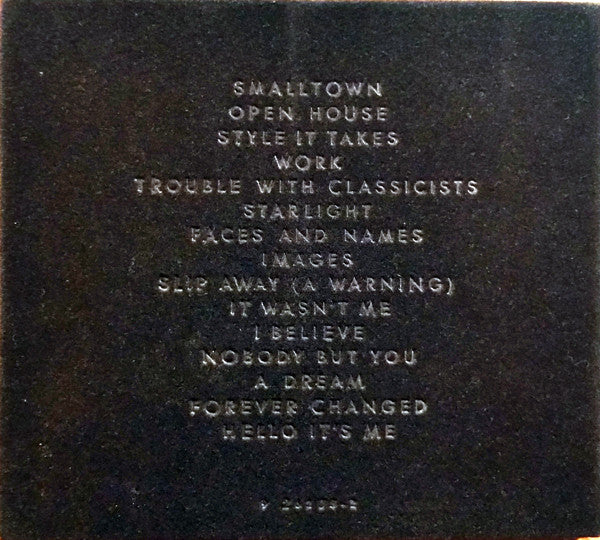 SMALLTOWN
OPEN HOUSE
STYLE IT TAKES
WORK
TROUBLE WITH CLASSICISTS
STARLIGHT
FACES AND NAMES
IMAGES
SLIP AWAY (A WARNING)
IT WASN'T ME
I BELIEVE
NOBODY BUT YOU
A DREAM
FOREVER CHANGED
HELLO IT'S ME